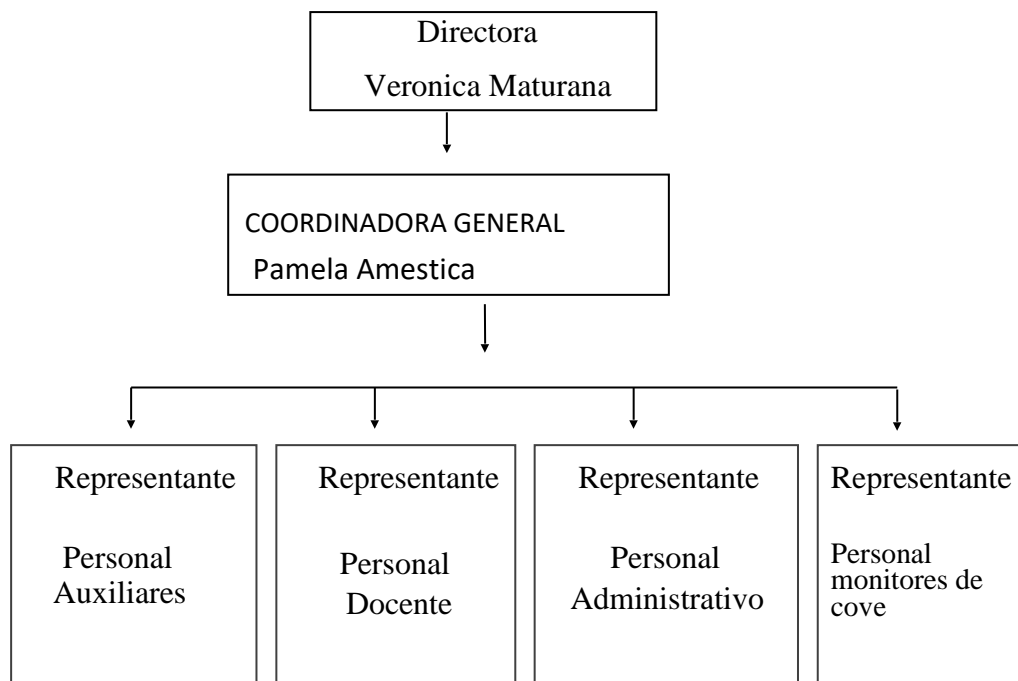 Directora
Veronica Maturana
COORDINADORA GENERAL
Pamela Amestica
Representante
Personal
Auxiliares
Representante
Personal
Docente
Representante
Personal
Administrativo
Representante
Personal
monitores de
cove